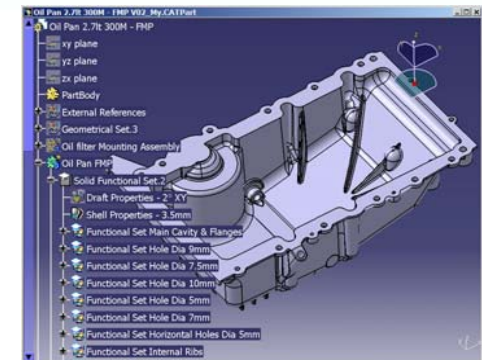 Oil Pan 2.7lt 300M - FMP V02_My.CATPart
Oil Pan 2.7lt 300M - FMP
xy plane
yz plane
zx plane
PartBody
External References
Geometrical Set.3
Oil filter Mounting Assembly
Oil Pan FMP
Solid Functional Set.2
Draft Properties - 2° XY
Shell Properties - 3.5mm
Functional Set Main Cavity & Flanges
Functional Set Hole Dia 9mm
Functional Set Hole Dia 7.5mm
Functional Set Hole Dia 10mm
Functional Set Hole Dia 5mm
Functional Set Hole Dia 7mm
Functional Set Horizontal Holes Dia 5mm
Functional Set Internal Ribs